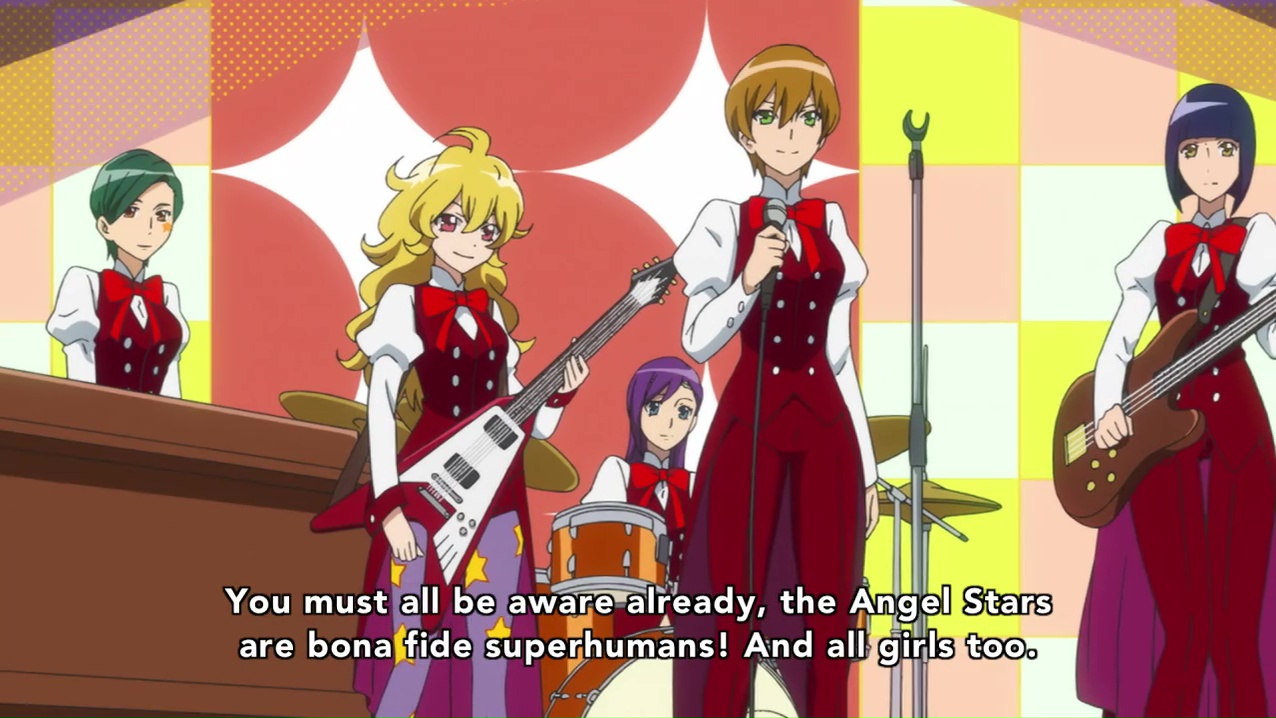 You must all be aware already, the Angel Stars
are bona fide superhumans! And all girls too.